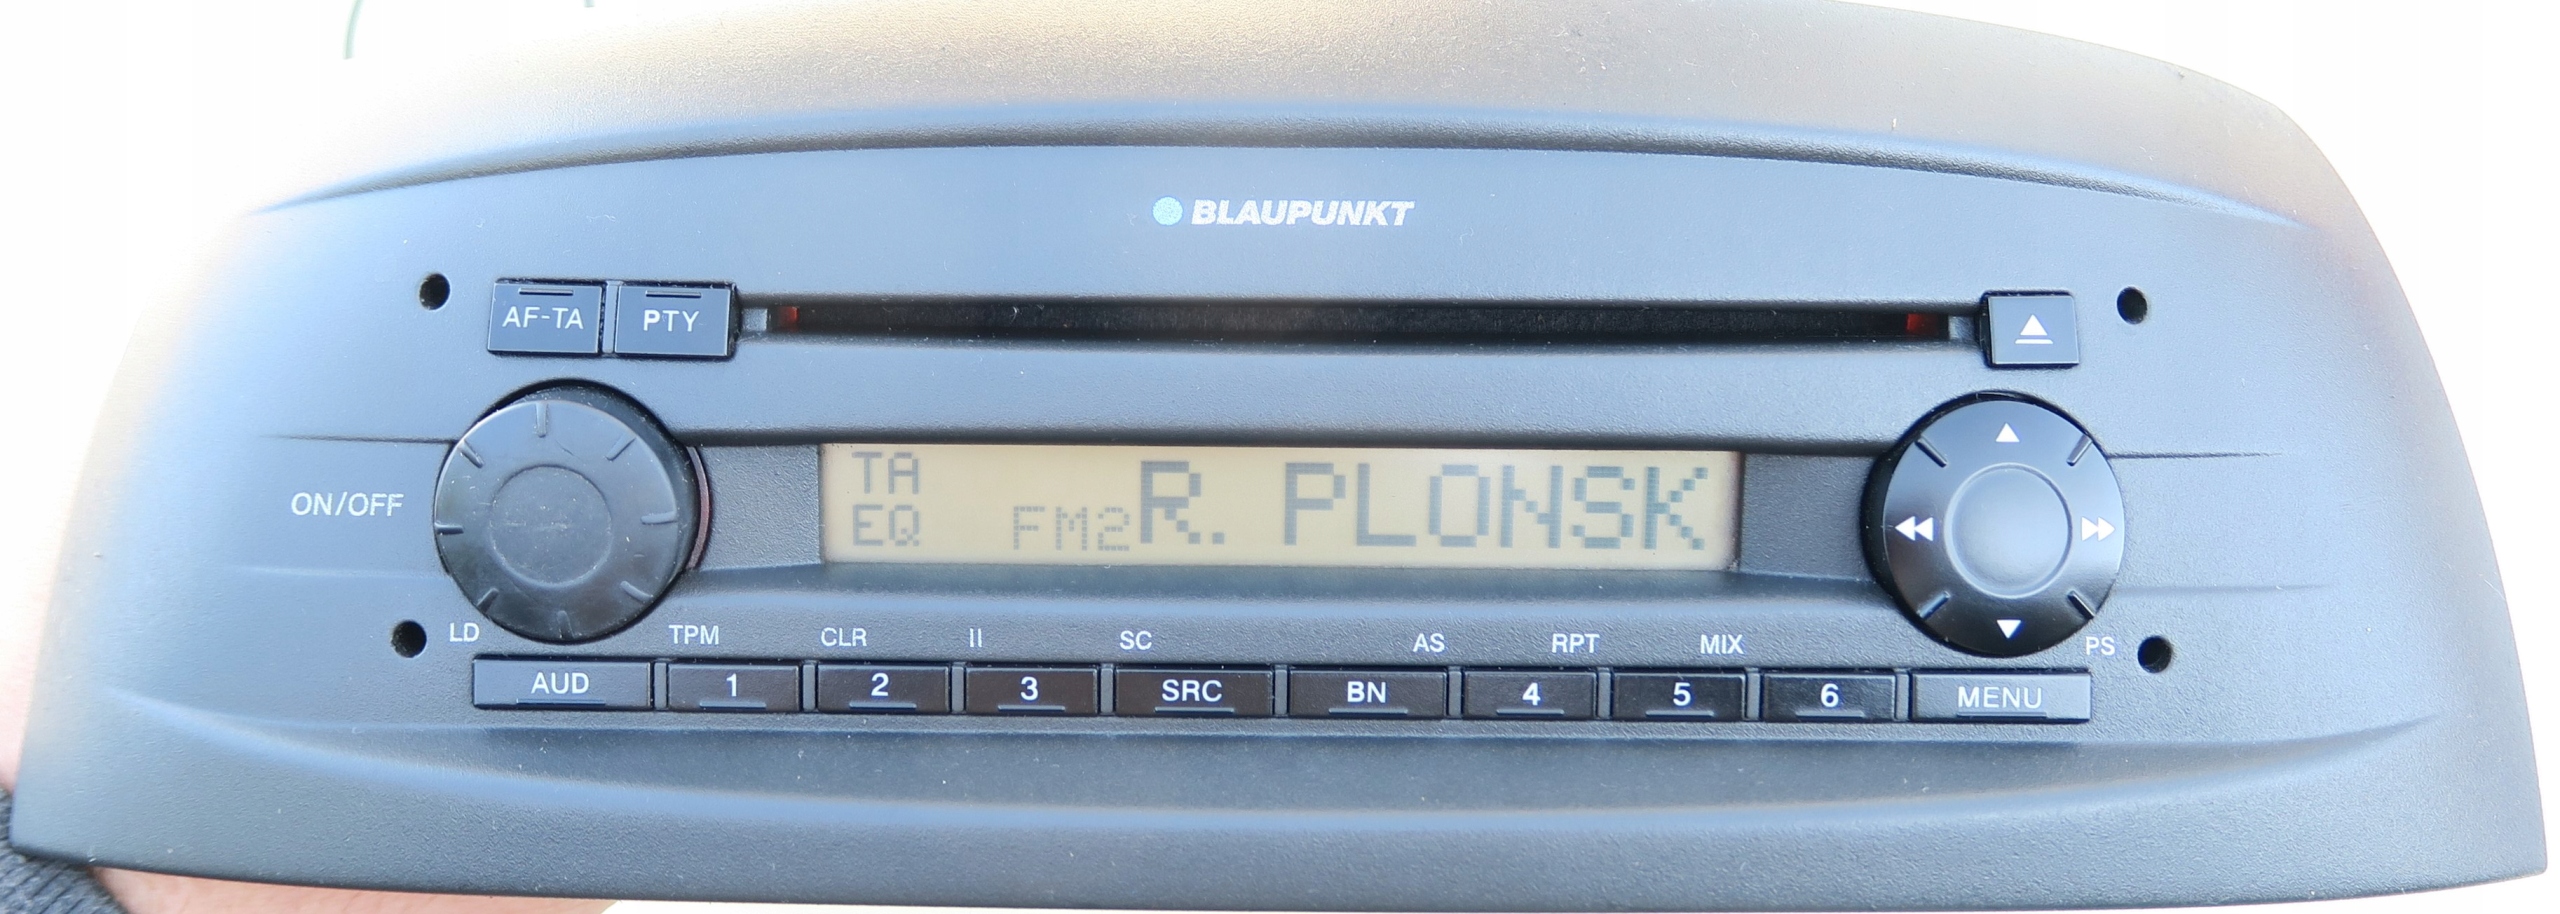 BLAUPUNKT
AF-TA PTY
ON/OFF
TA
EQ FM2 R. PLONSK
LD TPM CLR II SC AS RPT MIX PS
AUD 1 2 3 SRC BN 4 5 6 MENU